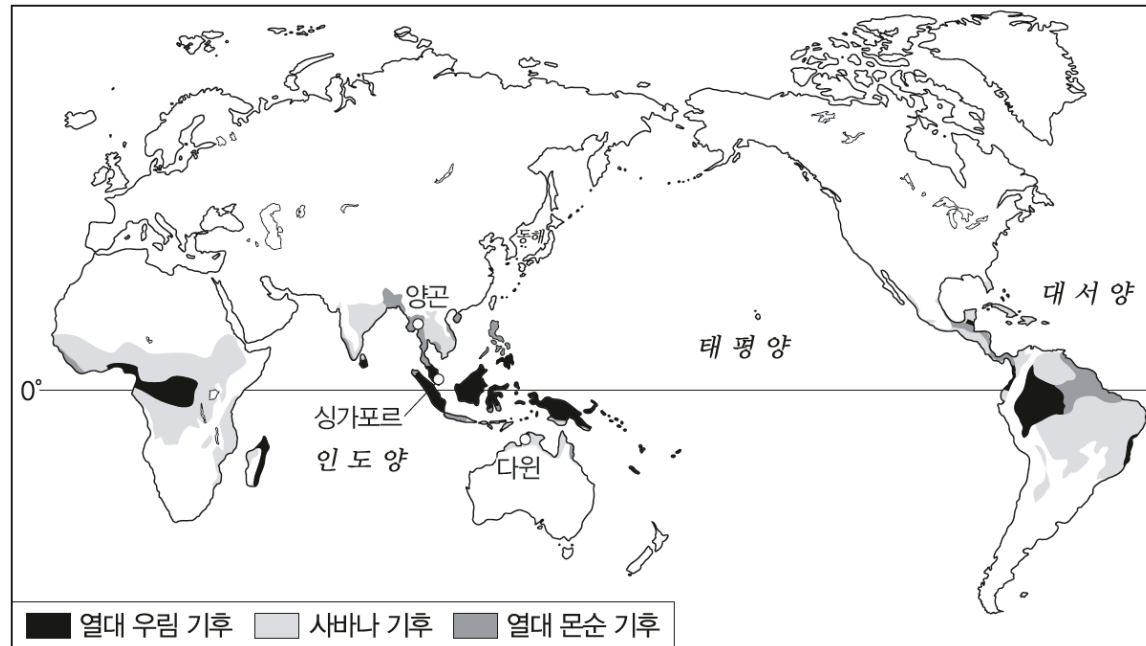 동해
양곤
대 서 양
태 평 양
0°
싱가포르
인 도 양
다윈
열대 우림 기후
사바나 기후
열대 몬순 기후